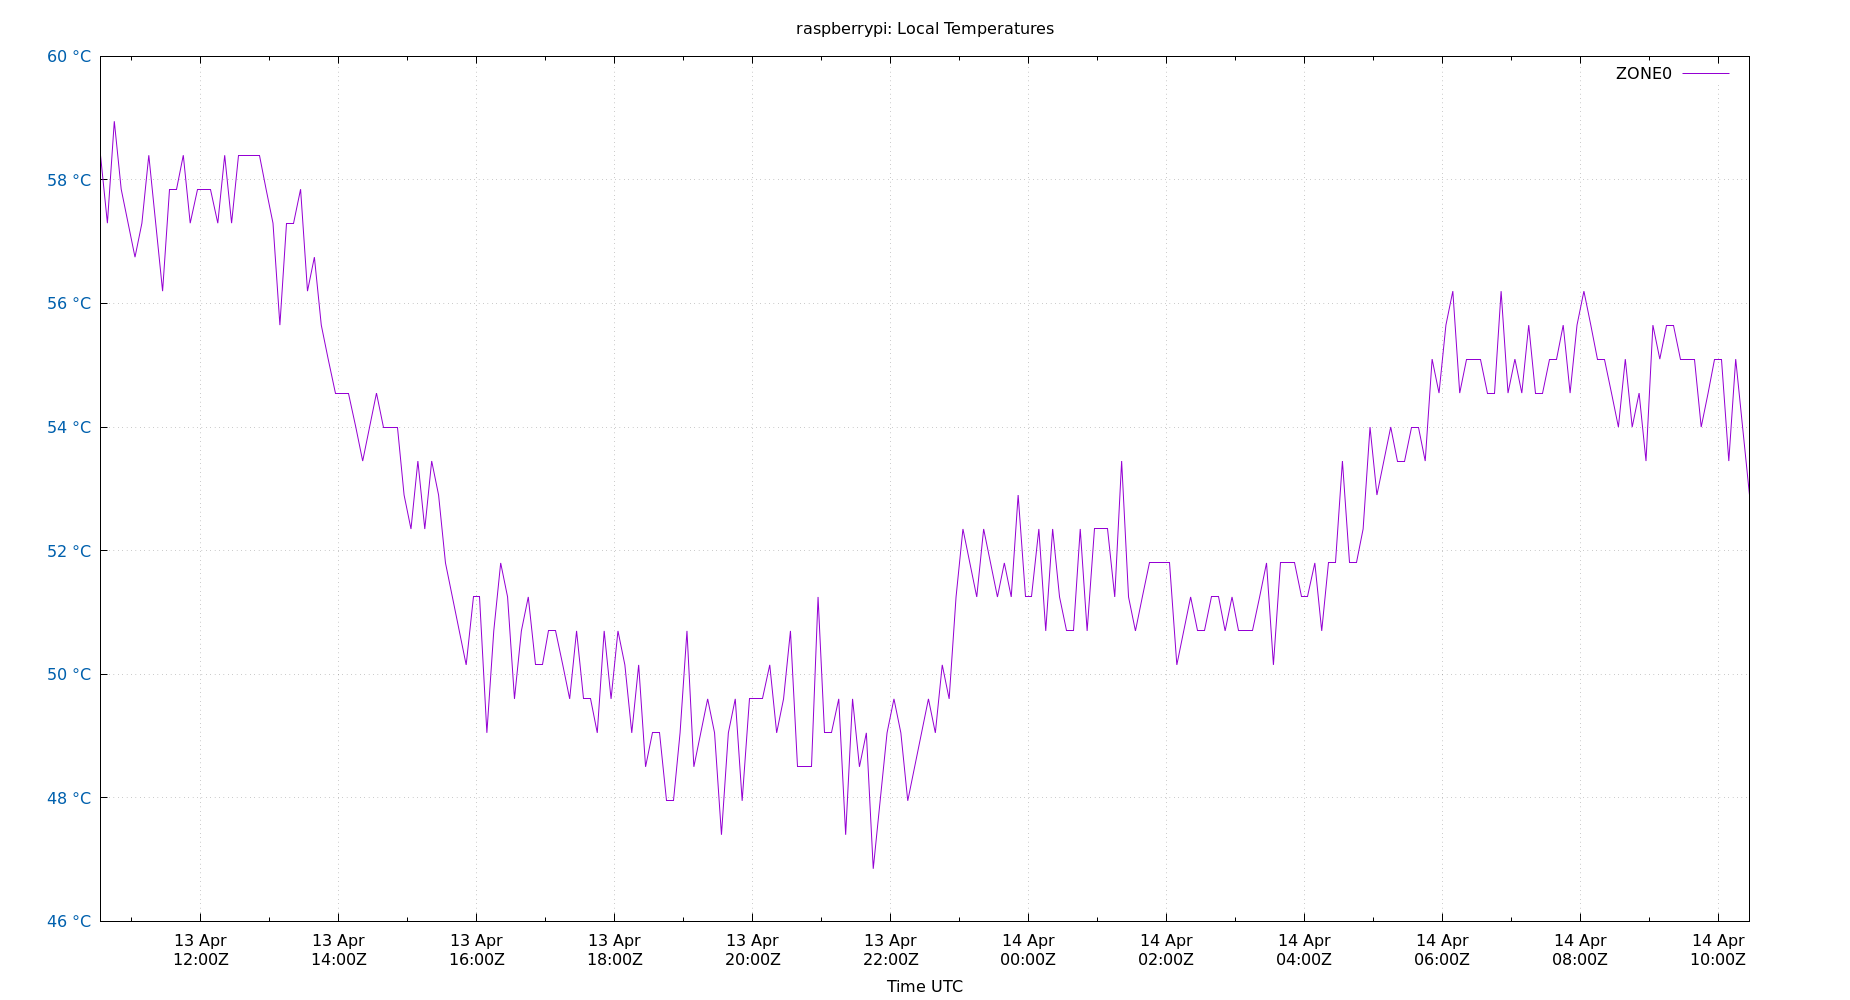 raspberrypi: Local Temperatures
60 °C
ZONE0
58 °C
56 °C
54 °C
52 °C
50 °C
48 °C
46 °C
13 Apr 13 Apr 13 Apr 13 Apr 13 Apr 13 Apr 14 Apr 14 Apr 14 Apr 14 Apr 14 Apr 14 Apr
12:00Z 14:00Z 16:00Z 18:00Z 20:00Z 22:00Z 00:00Z 02:00Z 04:00Z 06:00Z 08:00Z 10:00Z
Time UTC